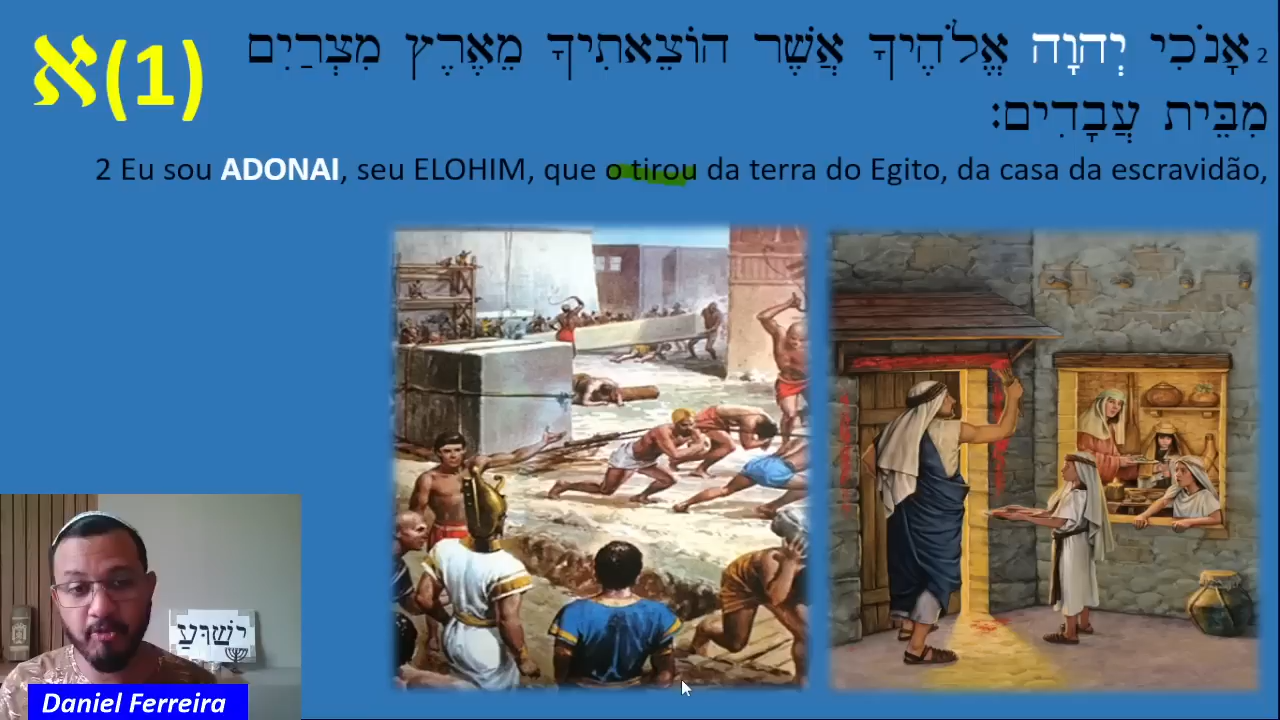 א(1)
2 אָנֹכִי יְהוָה אֱלֹהֶיךָ אֲשֶׁר הוֹצֵאתִיךָ מֵאֶרֶץ מִצְרַיִם
מִבֵּית עֲבָדִים׃
2 Eu sou ADONAI, seu ELOHIM, que o tirou da terra do Egito, da casa da escravidão,
ישוע
Daniel Ferreira